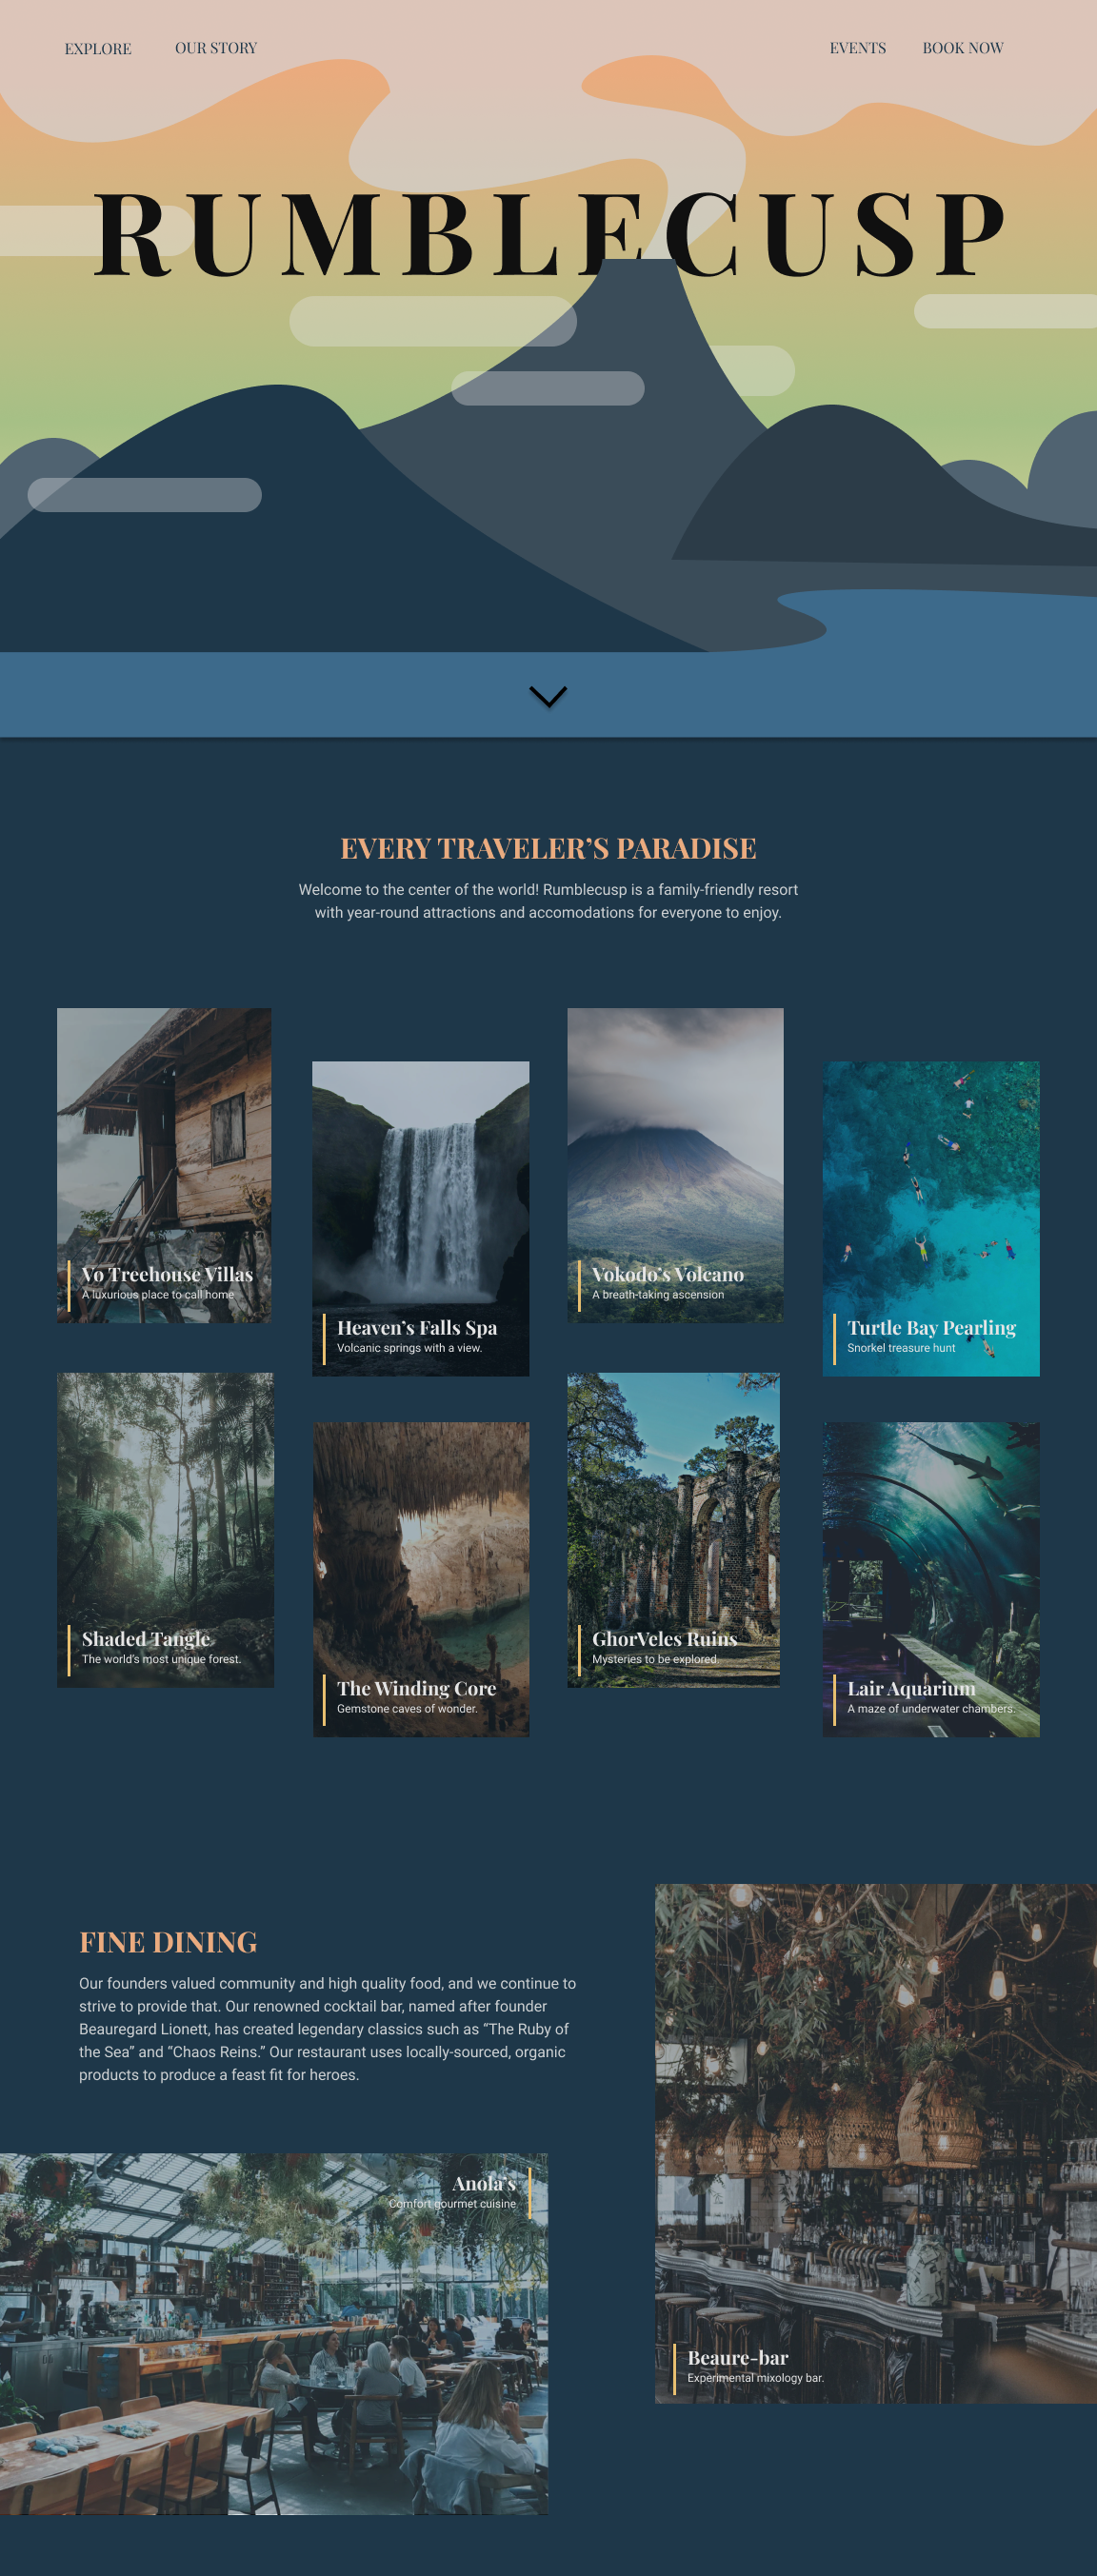 EXPLORE
OUR STORY
EVENTS
BOOK NOW
RUMBLECUSP
EVERY TRAVELER’S PARADISE
Welcome to the center of the world! Rumblecusp is a family-friendly resort
with year-round attractions and accomodations for everyone to enjoy.
Vo Treehouse Villas
A luxurious place to call home
Heaven’s Falls Spa
Volcanic springs with a view.
Vokodo’s Volcano
A breath-taking ascension
Turtle Bay Pearling
Snorkel treasure hunt
Shaded Tangle
The world’s most unique forest.
The Winding Core
Gemstone caves of wonder.
GhorVeles Ruins
Mysteries to be explored.
Lair Aquarium
A maze of underwater chambers.
FINE DINING
Our founders valued community and high quality food, and we continue to
strive to provide that. Our renowned cocktail bar, named after founder
Beauregard Lionett, has created legendary classics such as “The Ruby of
the Sea” and “Chaos Reins.” Our restaurant uses locally-sourced, organic
products to produce a feast fit for heroes.
Anola’s
Comfort gourmet cuisine
Beaure-bar
Experimental mixology bar.